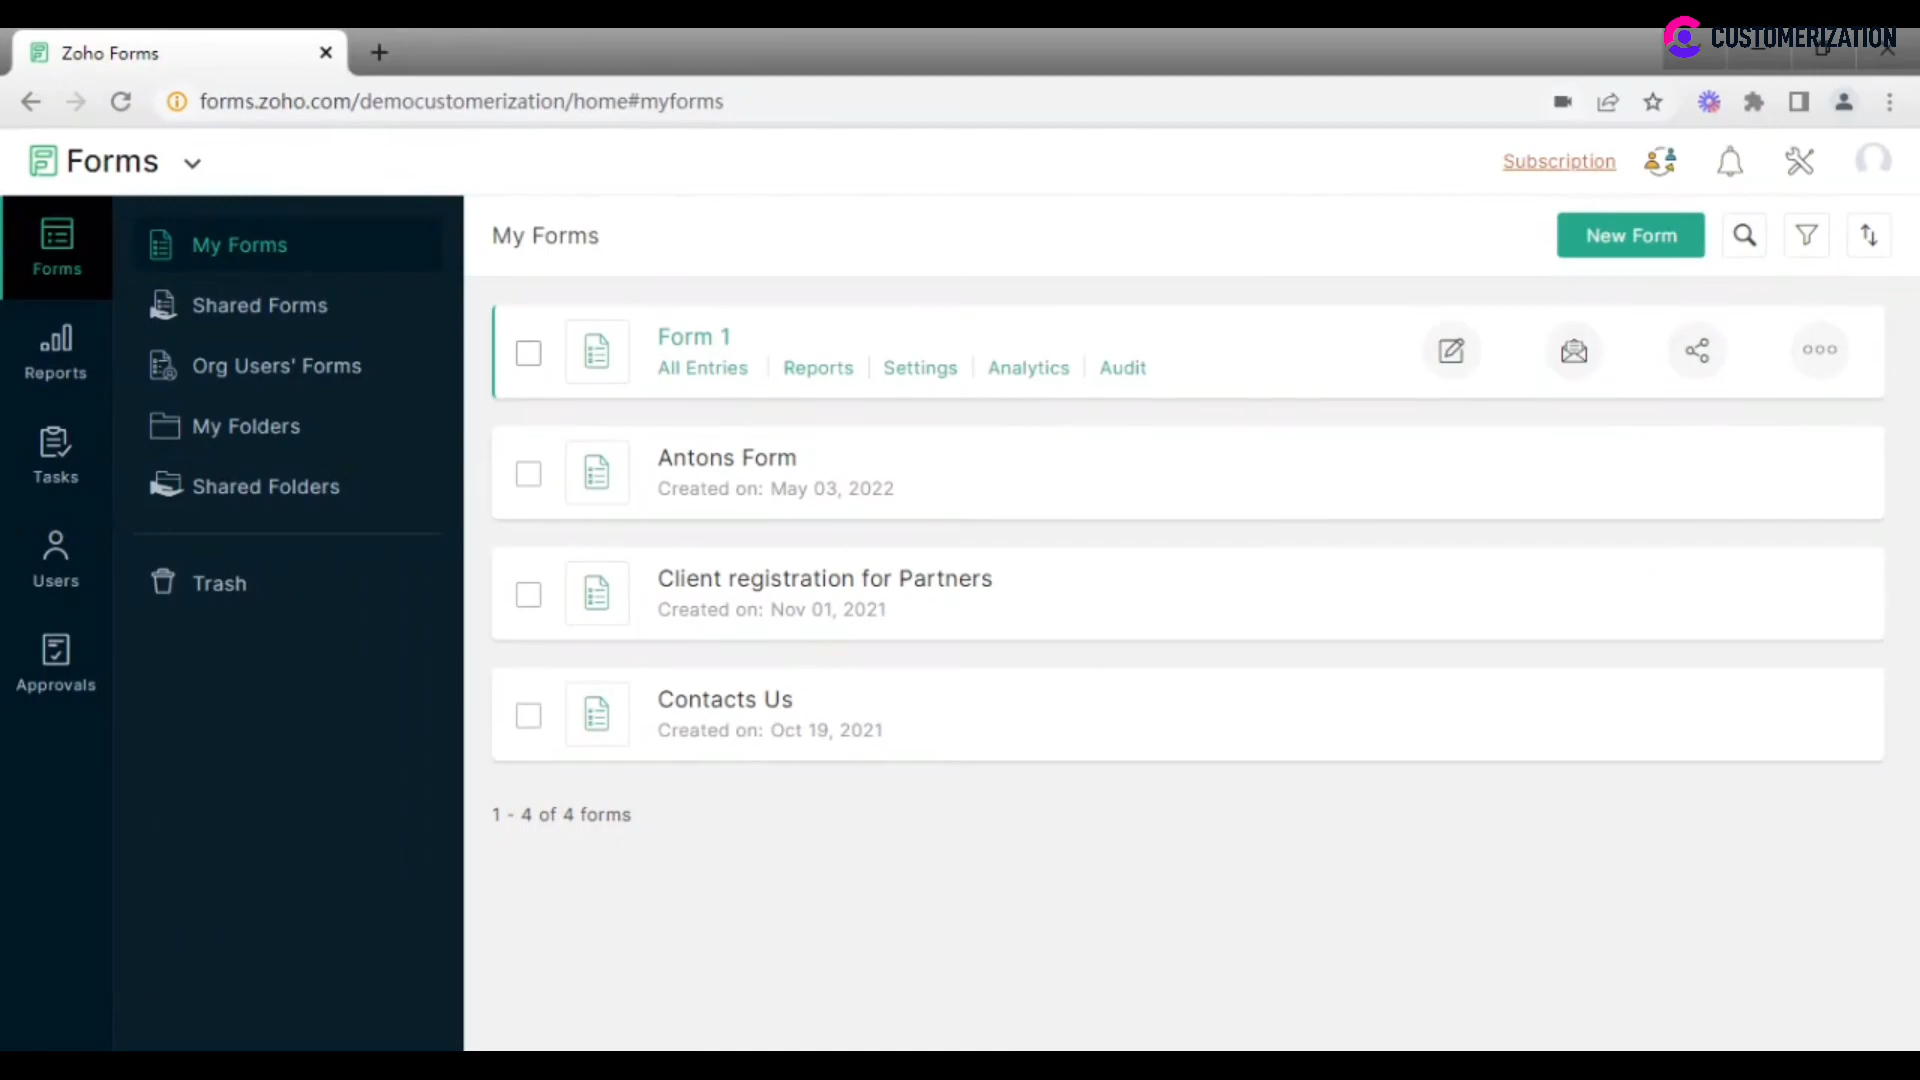 CUSTOMERIZATION
Zoho Forms
forms.zoho.com/democustomerization/home#myforms
Forms
Subscription
Forms
Reports
Tasks
Users
Approvals
My Forms
Shared Forms
Org Users' Forms
My Folders
Shared Folders
Trash
My Forms
New Form
Form 1
All Entries Reports Settings Analytics Audit
Antons Form
Created on: May 03, 2022
Client registration for Partners
Created on: Nov 01, 2021
Contacts Us
Created on: Oct 19, 2021
1 - 4 of 4 forms